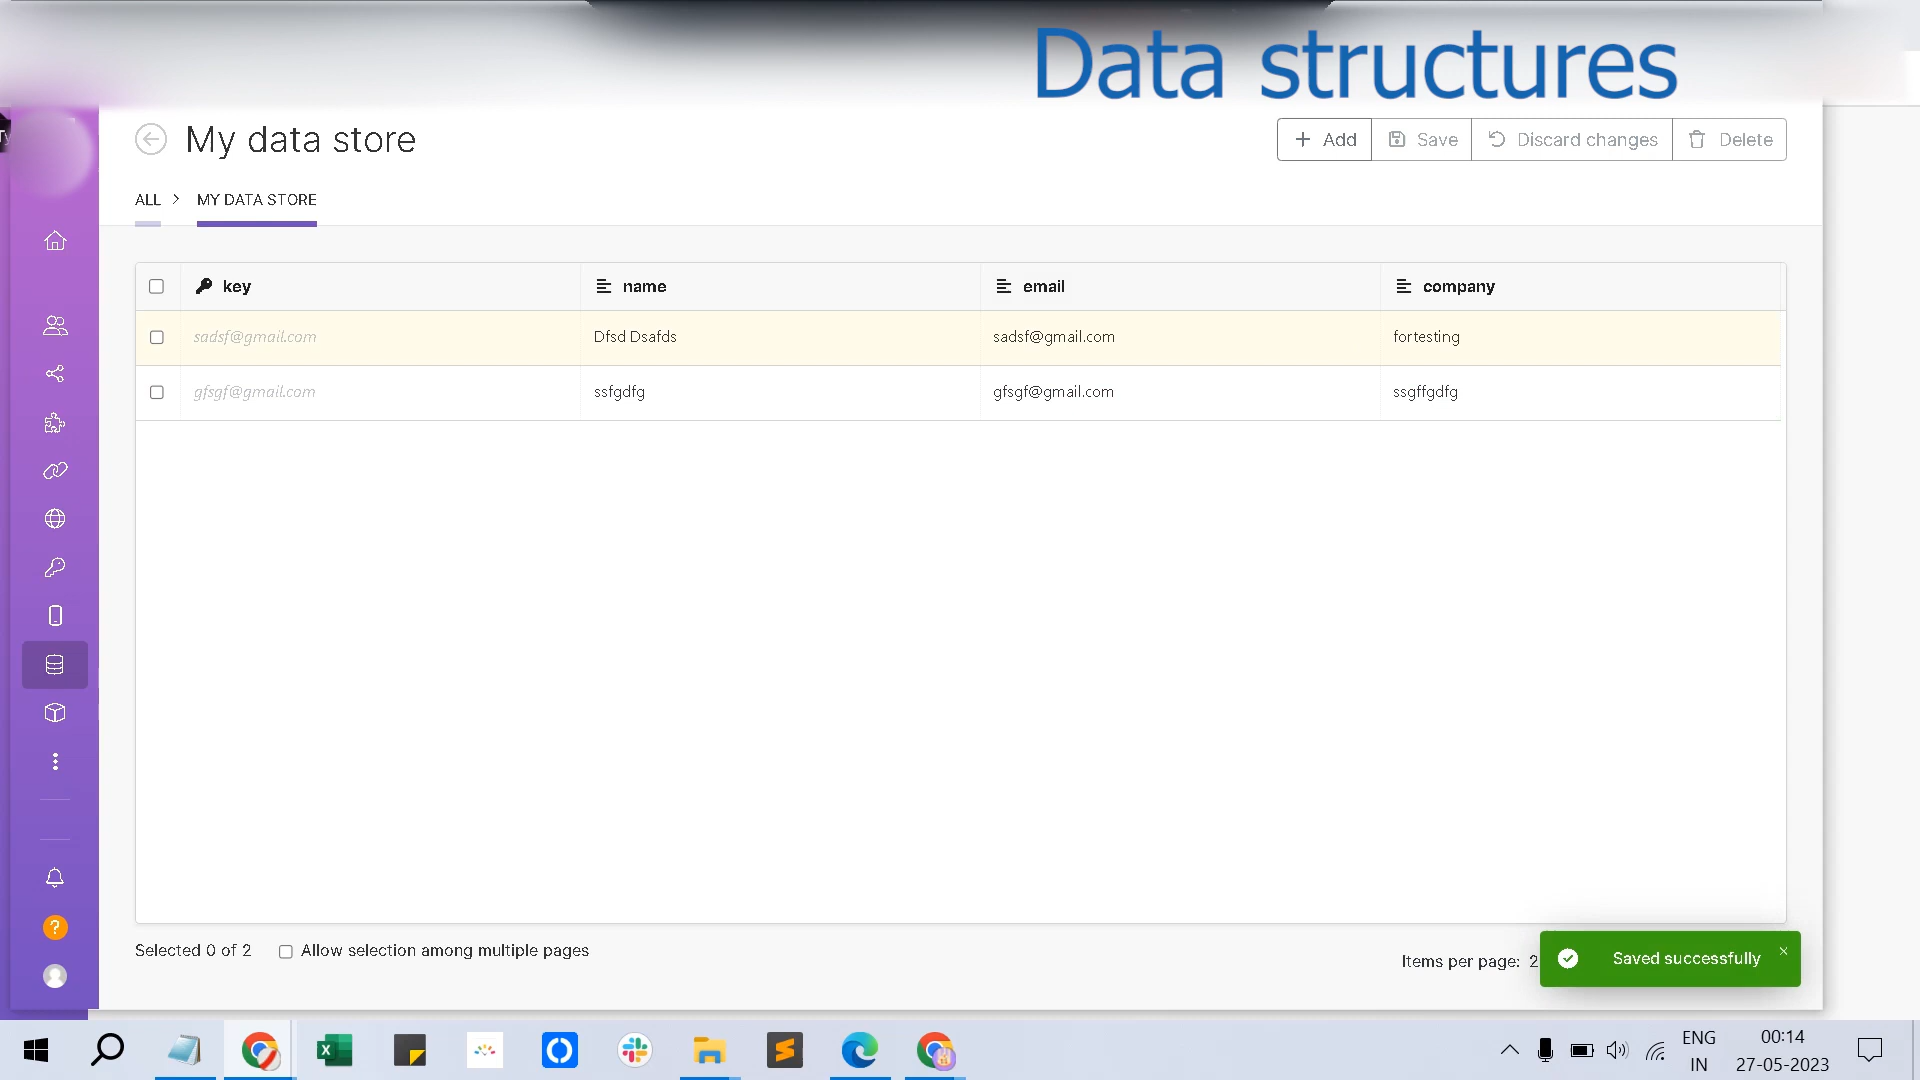 Data structures
My data store
Add
Save
Discard changes
Delete
ALL
MY DATA STORE
key
name
email
company
sadsf@gmail.com
Dfsd Dsafds
sadsf@gmail.com
fortesting
gfsgf@gmail.com
ssfgdfg
gfsgf@gmail.com
ssgffgdfg
?
Selected 0 of 2
Allow selection among multiple pages
Items per page: 2
Saved successfully
ENG
IN
00:14
27-05-2023